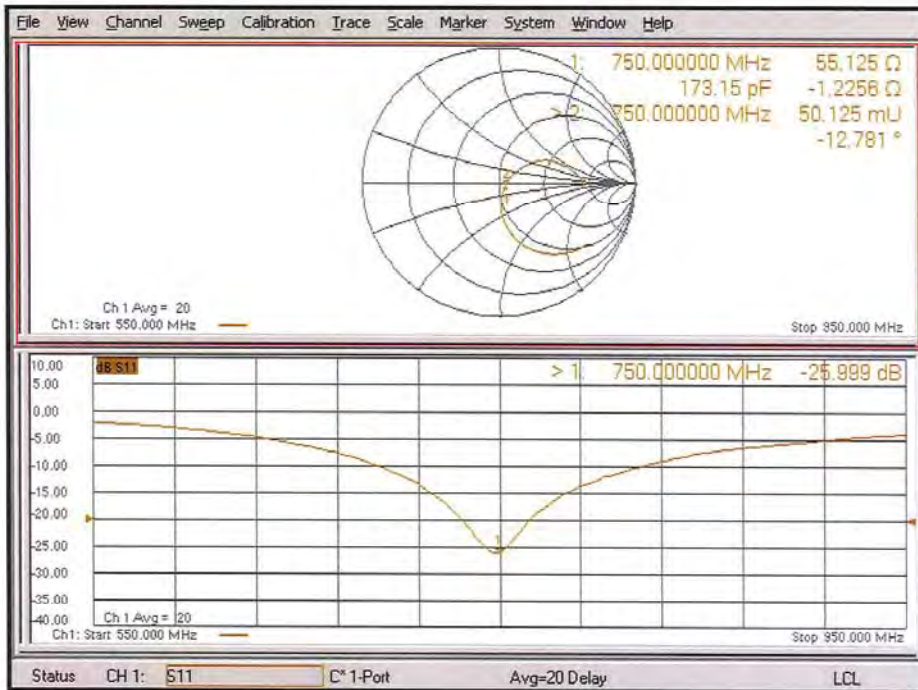 File View Channel Sweep Calibration Trace Scale Marker System Window Help
1: 750.000000 MHz 55.125 Ω
173.15 pF -1.2256 Ω
> 2: 750.000000 MHz 50.125 mU
-12.781 °
Ch 1 Avg = 20
Ch1: Start 550.000 MHz Stop 950.000 MHz
10.00 dB S11 > 1: 750.000000 MHz -25.999 dB
5.00
0.00
-5.00
-10.00
-15.00
-20.00
-25.00 1
-30.00
-35.00
-40.00 Ch 1 Avg = 20
Ch1: Start 550.000 MHz Stop 950.000 MHz
Status CH 1: S11 C* 1-Port Avg=20 Delay LCL